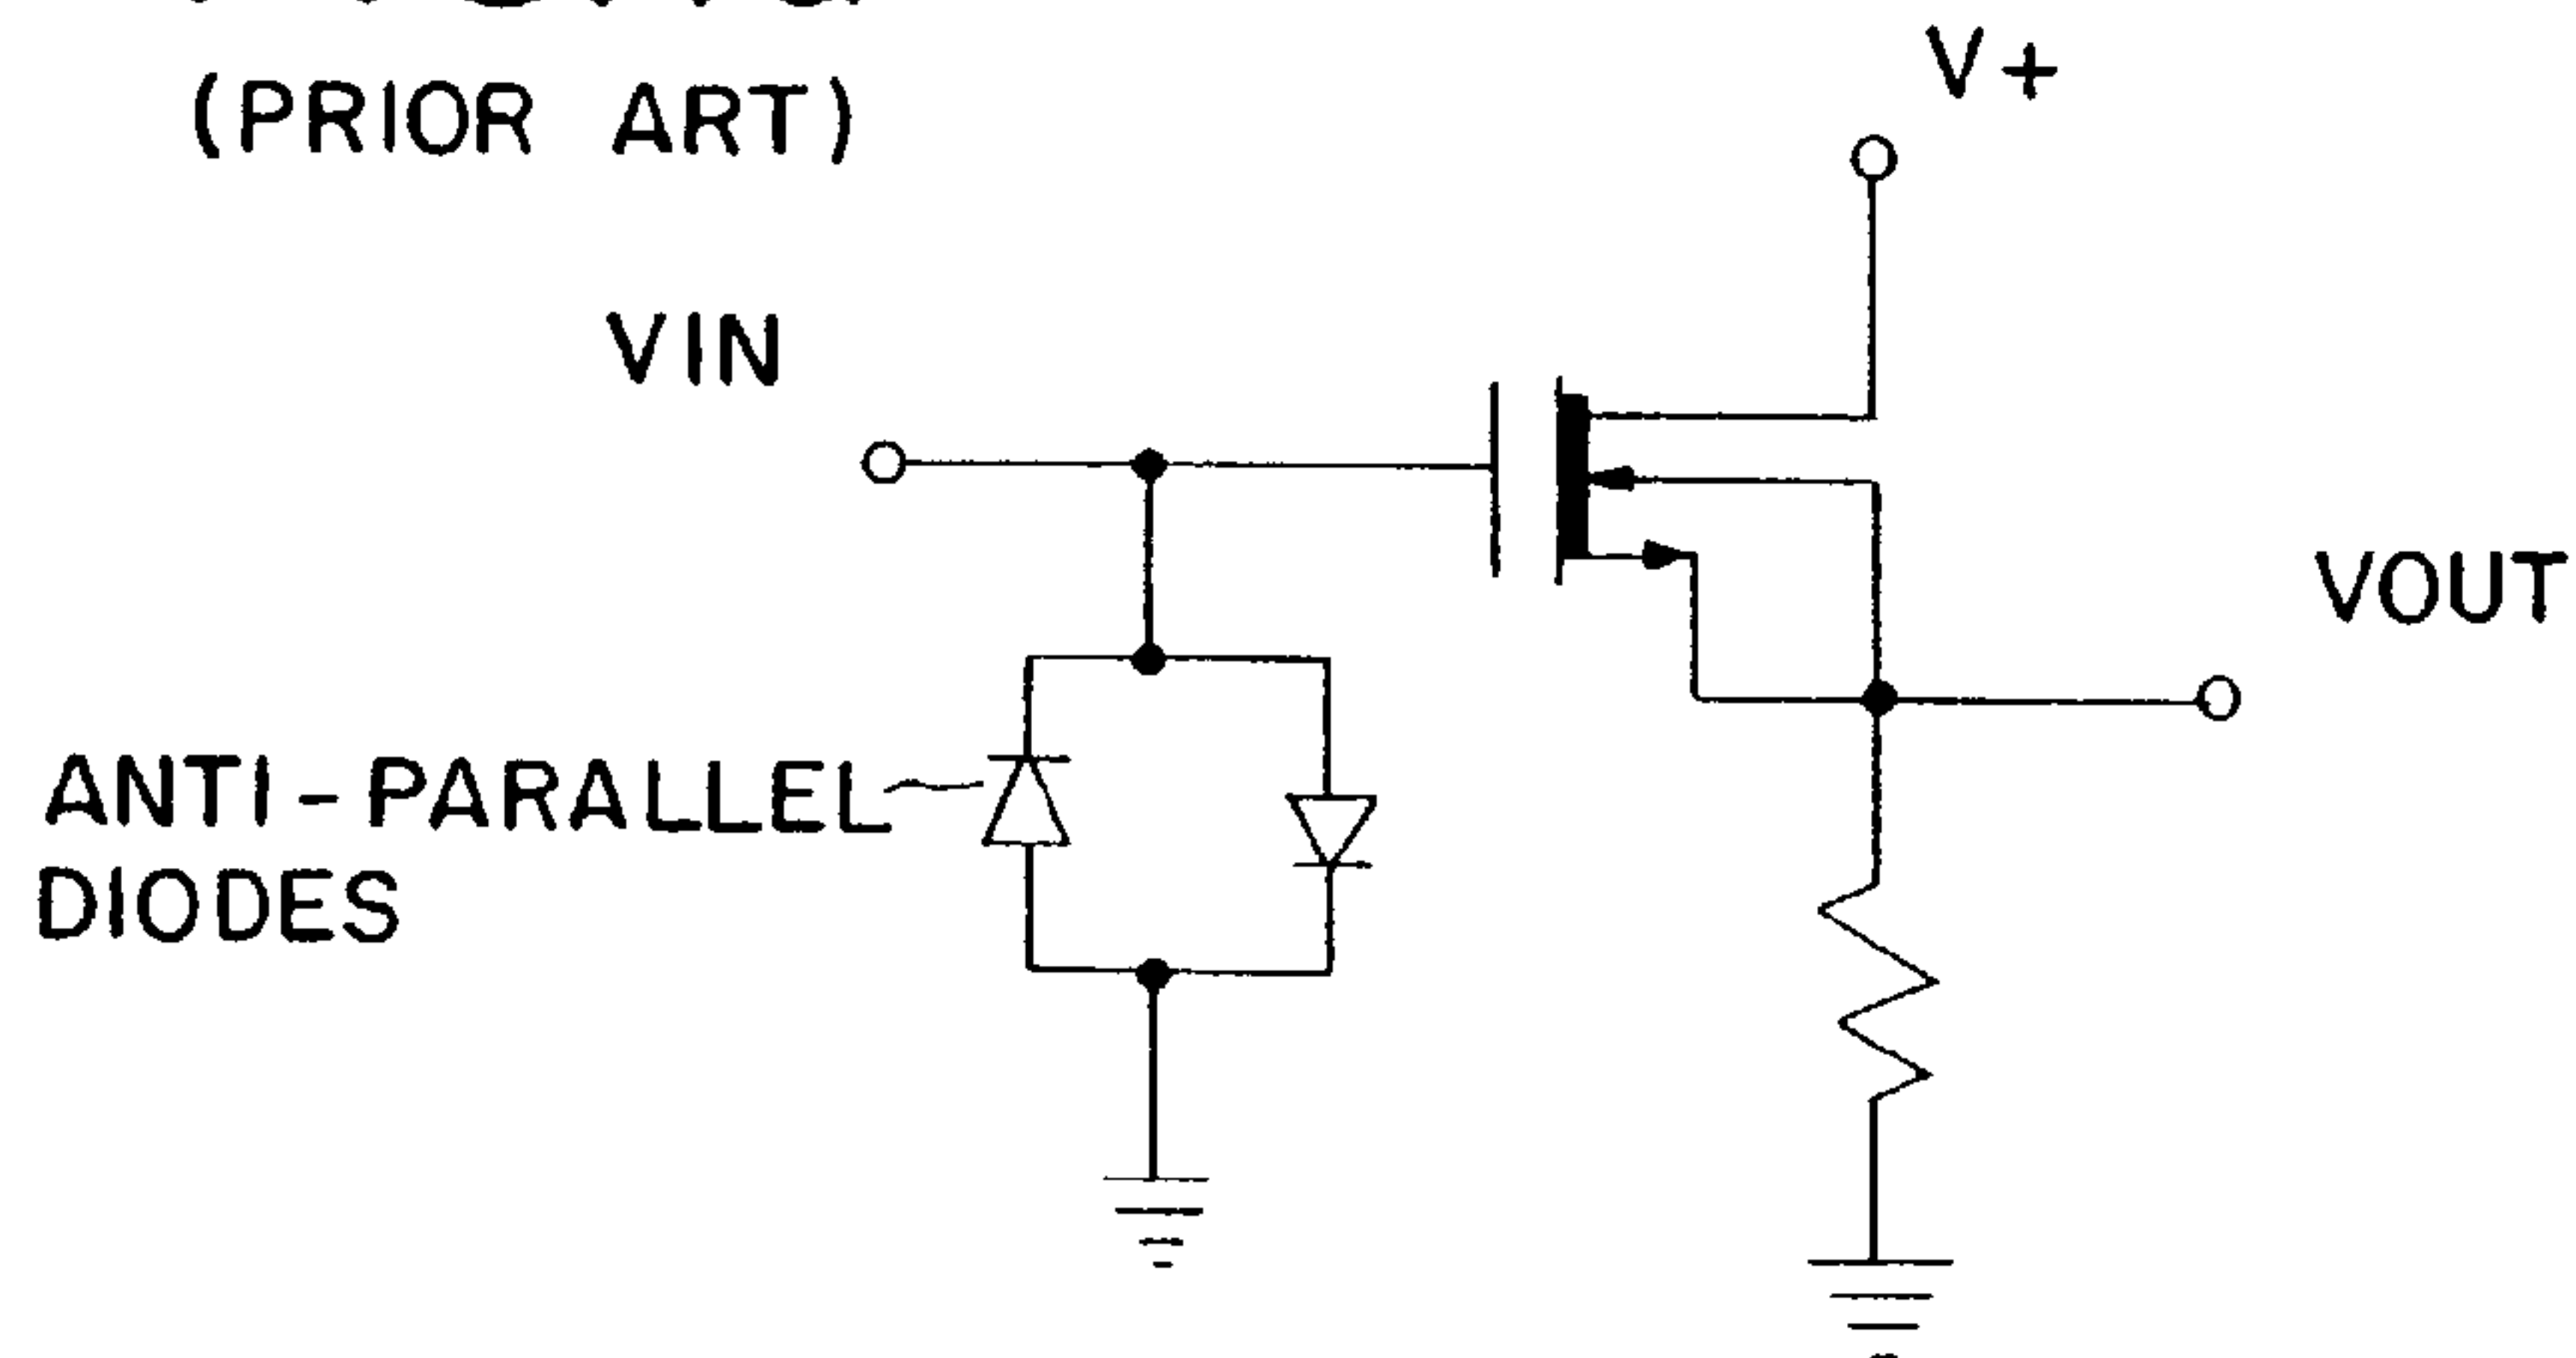 (PRIOR ART)
V+
VIN
VOUT
ANTI-PARALLEL
DIODES